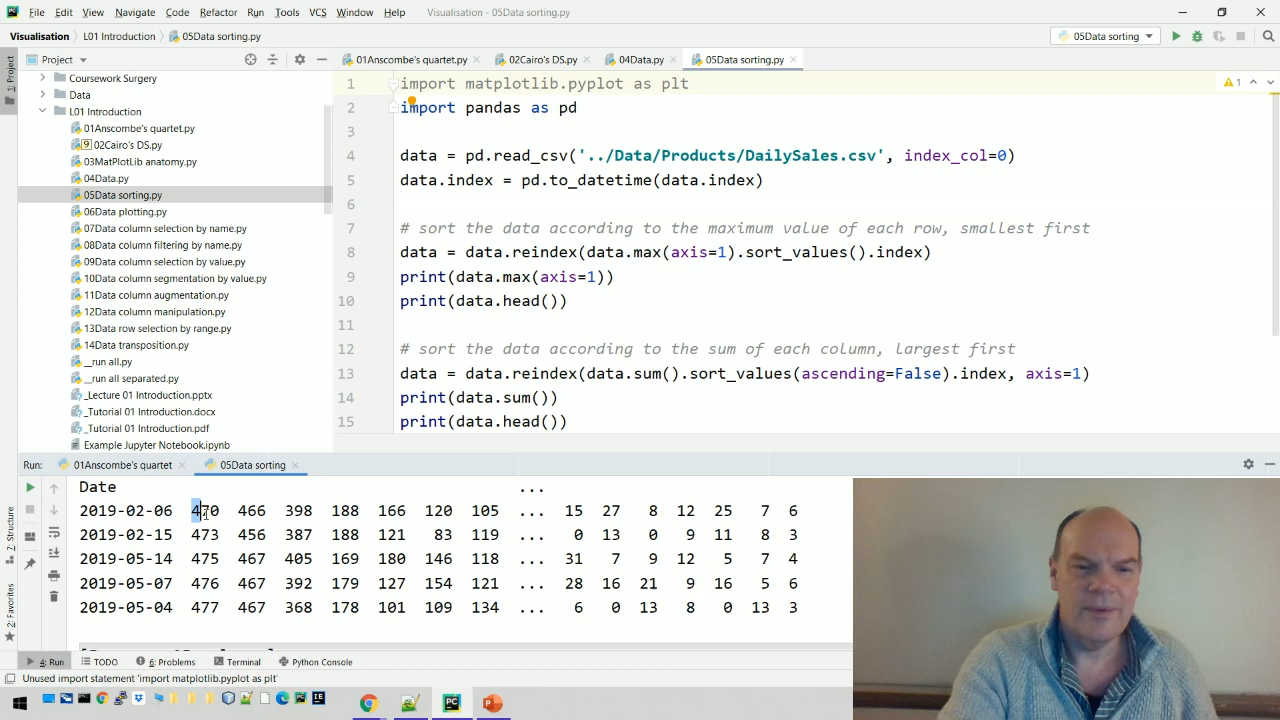 File Edit View Navigate Code Refactor Run Tools VCS Window Help Visualisation - 05Data sorting.py
Visualisation L01 Introduction 05Data sorting.py 05Data sorting
Project 01Anscombe's quartet.py 02Cairo's DS.py 04Data.py 05Data sorting.py
1: Project
Coursework Surgery
Data
L01 Introduction
01Anscombe's quartet.py
02Cairo's DS.py
03MatPlotLib anatomy.py
04Data.py
05Data sorting.py
06Data plotting.py
07Data column selection by name.py
08Data column filtering by name.py
09Data column selection by value.py
10Data column segmentation by value.py
11Data column augmentation.py
12Data column manipulation.py
13Data row selection by range.py
14Data transposition.py
__run all.py
__run all separated.py
_Lecture 01 Introduction.pptx
_Tutorial 01 Introduction.docx
_Tutorial 01 Introduction.pdf
Example Jupyter Notebook.ipynb
1 import matplotlib.pyplot as plt
2 import pandas as pd
3
4 data = pd.read_csv('../Data/Products/DailySales.csv', index_col=0)
5 data.index = pd.to_datetime(data.index)
6
7 # sort the data according to the maximum value of each row, smallest first
8 data = data.reindex(data.max(axis=1).sort_values().index)
9 print(data.max(axis=1))
10 print(data.head())
11
12 # sort the data according to the sum of each column, largest first
13 data = data.reindex(data.sum().sort_values(ascending=False).index, axis=1)
14 print(data.sum())
15 print(data.head())
1
Run: 01Anscombe's quartet 05Data sorting
Date ...
2019-02-06 470 466 398 188 166 120 105 ... 15 27 8 12 25 7 6
2019-02-15 473 456 387 188 121 83 119 ... 0 13 0 9 11 8 3
2019-05-14 475 467 405 169 180 146 118 ... 31 7 9 12 5 7 4
2019-05-07 476 467 392 179 127 154 121 ... 28 16 21 9 16 5 6
2019-05-04 477 467 368 178 101 109 134 ... 6 0 13 8 0 13 3
7: Structure
2: Favorites
4: Run TODO 6: Problems Terminal Python Console
Unused import statement 'import matplotlib.pyplot as plt'